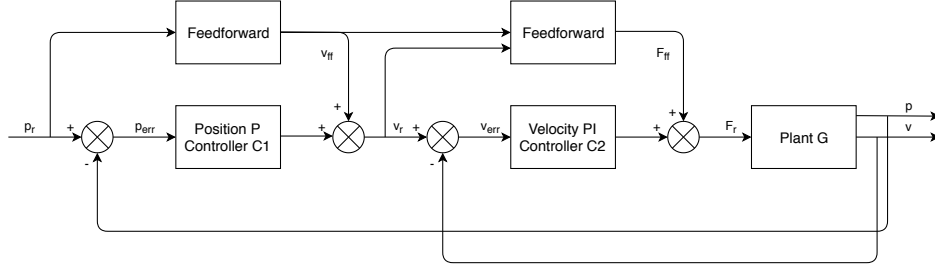 Feedforward
Feedforward
v_ff
F_ff
+
+
p_r
+
p_err
Position P
Controller C1
+
v_r
+
v_err
Velocity PI
Controller C2
+
F_r
Plant G
p
v
-
-